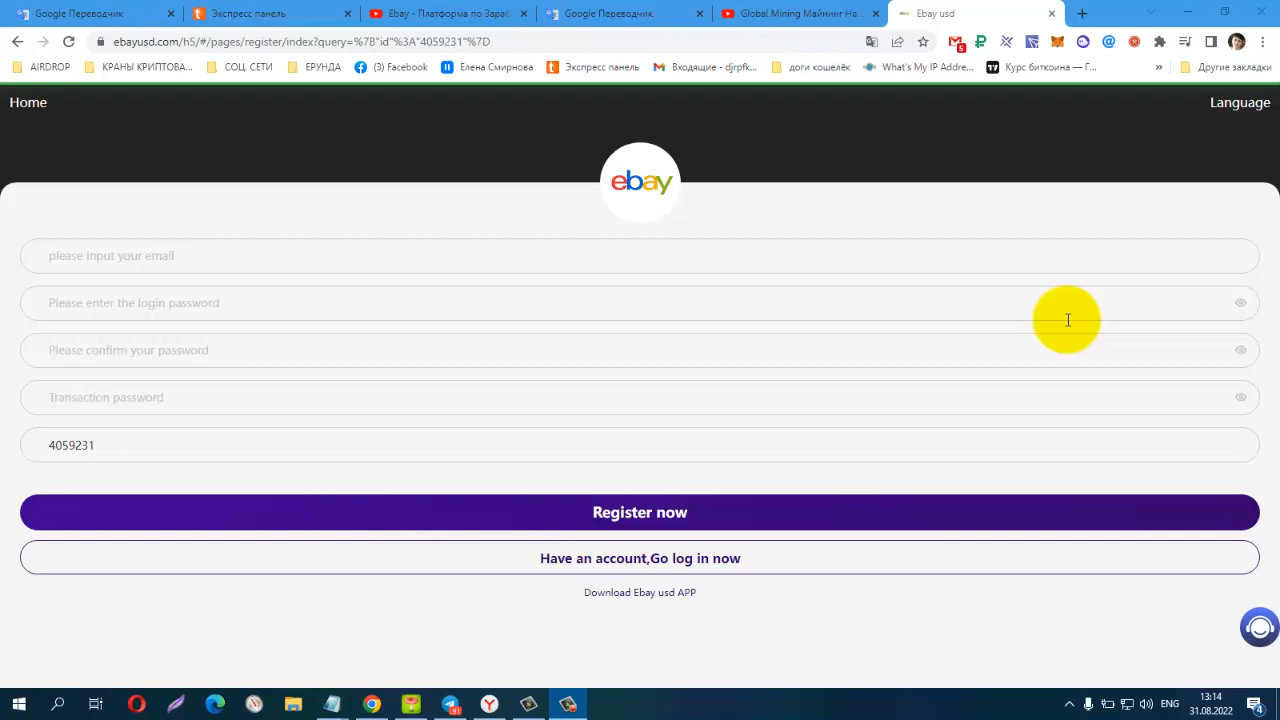 Google Переводчик
Экспресс панель
Ebay - Платформа по Зараб
Google Переводчик
Global Mining Майнинг На
Ebay usd
ebayusd.com/h5/#/pages/register/index?query=%7B"id"%3A"4059231"%7D
5
AIRDROP
КРАНЫ КРИПТОВА...
СОЦ. СЕТИ
ЕРУНДА
(3) Facebook
Елена Смирнова
Экспресс панель
Входящие - djrpfk...
доги кошелёк
What's My IP Addre...
Курс биткоина — Г...
»
Другие закладки
Home
Language
ebay
please input your email
Please enter the login password
Please confirm your password
Transaction password
4059231
Register now
Have an account,Go log in now
Download Ebay usd APP
ENG
13:14
31.08.2022
4